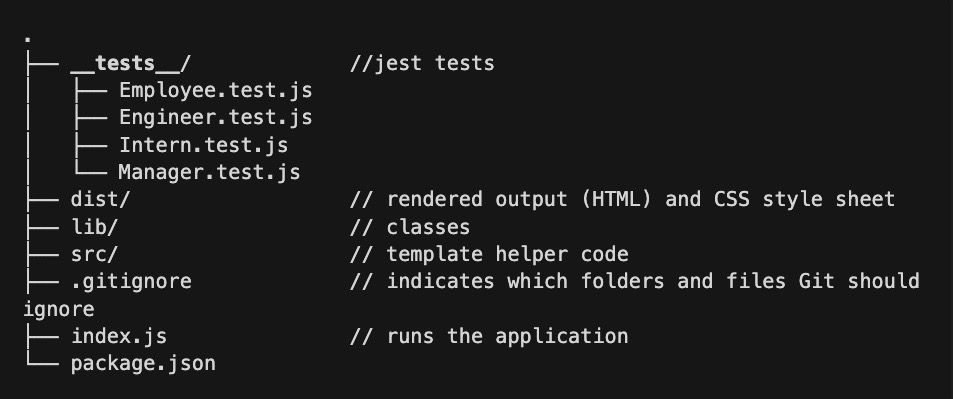 .
├── __tests__/             //jest tests
│   ├── Employee.test.js
│   ├── Engineer.test.js
│   ├── Intern.test.js
│   └── Manager.test.js
├── dist/                  // rendered output (HTML) and CSS style sheet
├── lib/                   // classes
├── src/                   // template helper code
├── .gitignore             // indicates which folders and files Git should
ignore
├── index.js               // runs the application
└── package.json